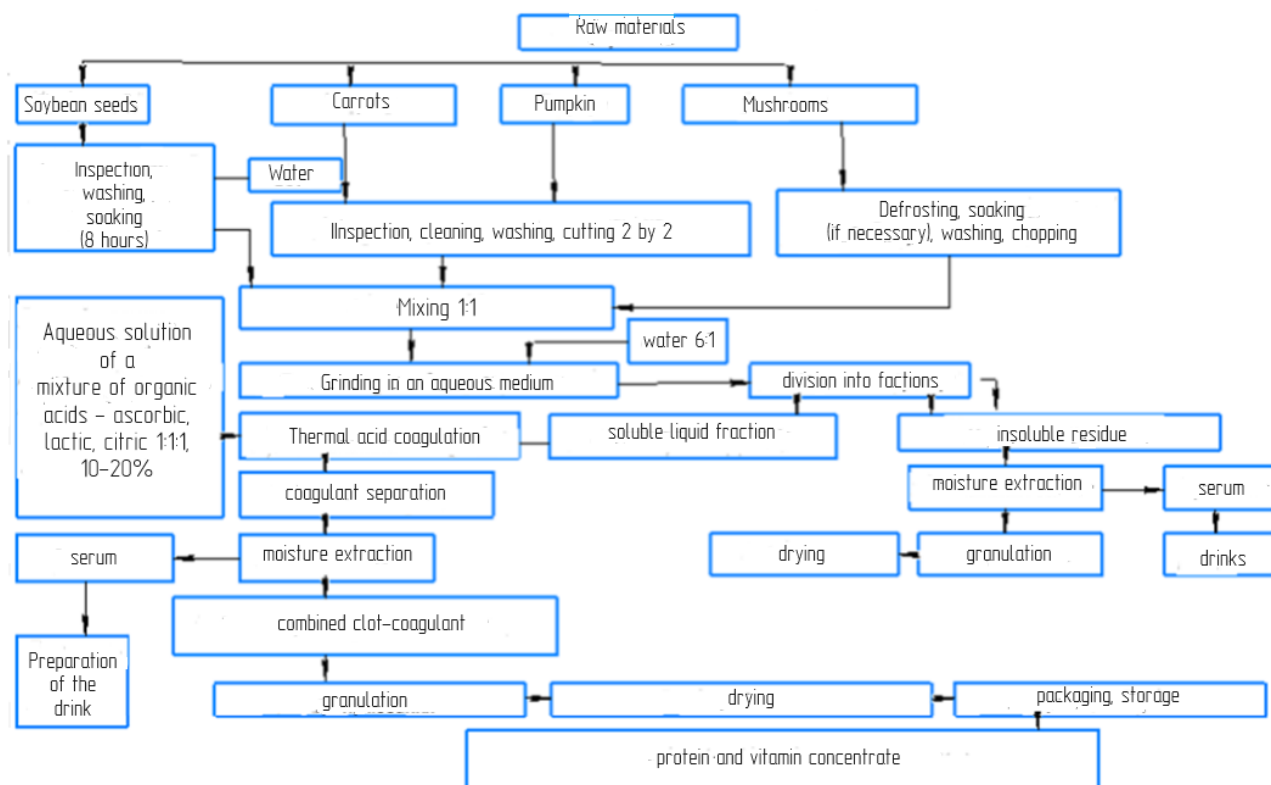 Raw materials
Soybean seeds
Carrots
Pumpkin
Mushrooms
Inspection,
washing,
soaking
(8 hours)
Water
IInspection, cleaning, washing, cutting 2 by 2
Defrosting, soaking
(if necessary), washing, chopping
Mixing 1:1
Aqueous solution
of a
mixture of organic
acids – ascorbic,
lactic, citric 1:1:1,
10-20%
water 6:1
Grinding in an aqueous medium
division into factions
Thermal acid coagulation
soluble liquid fraction
insoluble residue
coagulant separation
moisture extraction
serum
serum
moisture extraction
drying
granulation
drinks
combined clot-coagulant
Preparation
of the
drink
granulation
drying
packaging, storage
protein and vitamin concentrate